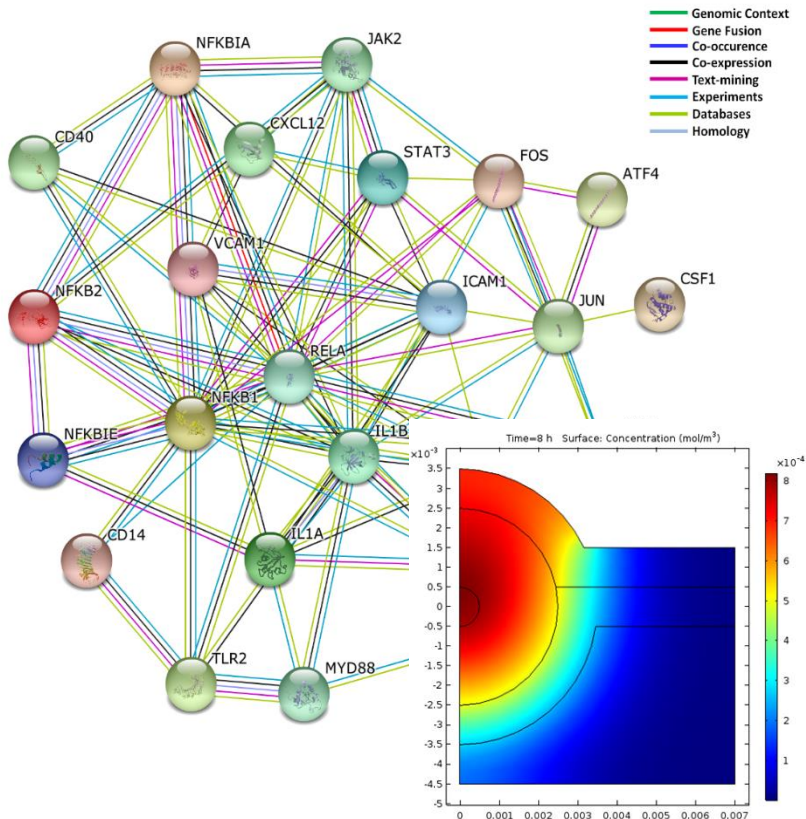 Genomic Context
Gene Fusion
Co-occurence
Co-expression
Text-mining
Experiments
Databases
Homology
NFKBIA
JAK2
CXCL12
CD40
STAT3
FOS
ATF4
VCAM1
NFKB2
ICAM1
CSF1
JUN
RELA
NFKB1
IL1B
NFKBIE
IL1A
CD14
TLR2
MYD88
Time=8 h Surface: Concentration (mol/m³)
×10⁻³
×10⁻⁴
3.5
3
2.5
2
1.5
1
0.5
0
-0.5
-1
-1.5
-2
-2.5
-3
-3.5
-4
-4.5
-5
0 0.001 0.002 0.003 0.004 0.005 0.006 0.007
8
7
6
5
4
3
2
1